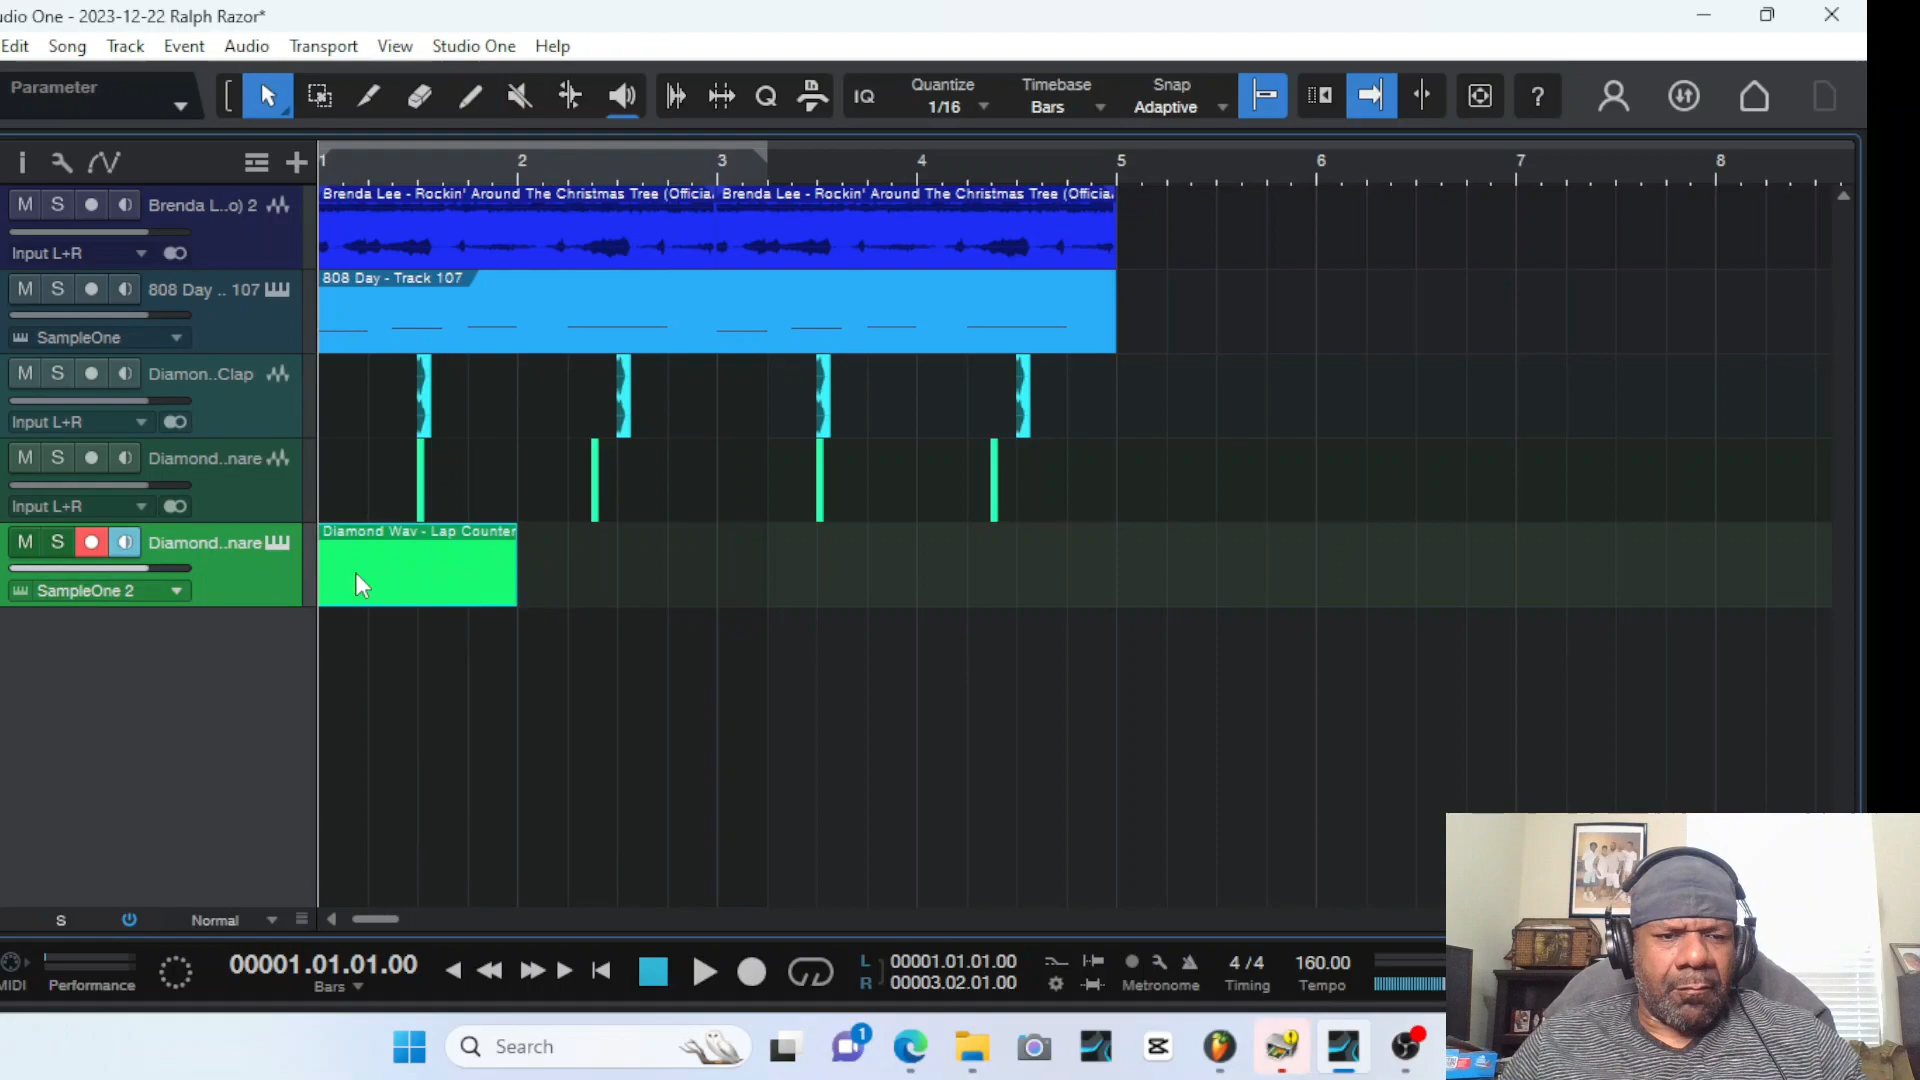 udio One - 2023-12-22 Ralph Razor*
Edit Song Track Event Audio Transport View Studio One Help
Parameter
IQ
Quantize
1/16
Timebase
Bars
Snap
Adaptive
?
1 2 3 4 5 6 7 8
M S Brenda L..o) 2
Input L+R
Brenda Lee - Rockin' Around The Christmas Tree (Officia.
Brenda Lee - Rockin' Around The Christmas Tree (Officia.
M S 808 Day .. 107
SampleOne
808 Day - Track 107
M S Diamon..Clap
Input L+R
M S Diamond..nare
Input L+R
M S Diamond..nare
SampleOne 2
Diamond Wav - Lap Counter
S Normal
MIDI
Performance
00001.01.01.00
Bars
L 00001.01.01.00
R 00003.02.01.00
Metronome
4 / 4
Timing
160.00
Tempo
Search
1